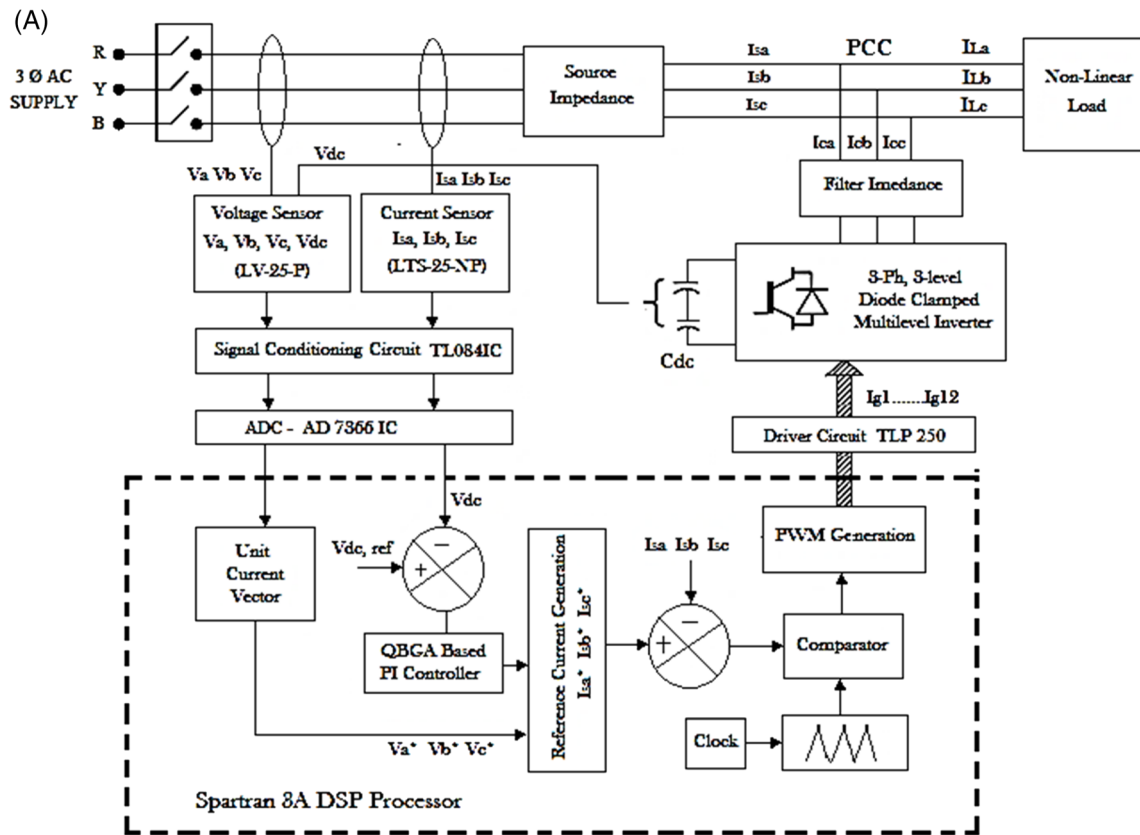 (A)
3 Ø AC
SUPPLY
R
Y
B
Source
Impedance
Isa
Isb
Isc
PCC
ILa
ILb
ILc
Non-Linear
Load
Ica Icb Icc
Filter Imedance
Va Vb Vc
Vdc
Isa Isb Isc
Voltage Sensor
Va, Vb, Vc, Vdc
(LV-25-P)
Current Sensor
Isa, Isb, Isc
(LTS-25-NP)
Cdc
3-Ph, 3-level
Diode Clamped
Multilevel Inverter
Signal Conditioning Circuit TL084IC
Ig1.......Ig12
ADC - AD 7366 IC
Driver Circuit TLP 250
Vdc
Unit
Current
Vector
Vdc, ref
−
+
QBGA Based
PI Controller
Reference Current Generation
Isa* Isb* Isc*
Isa Isb Isc
−
+
PWM Generation
Comparator
Clock
Va* Vb* Vc*
Spartran 3A DSP Processor